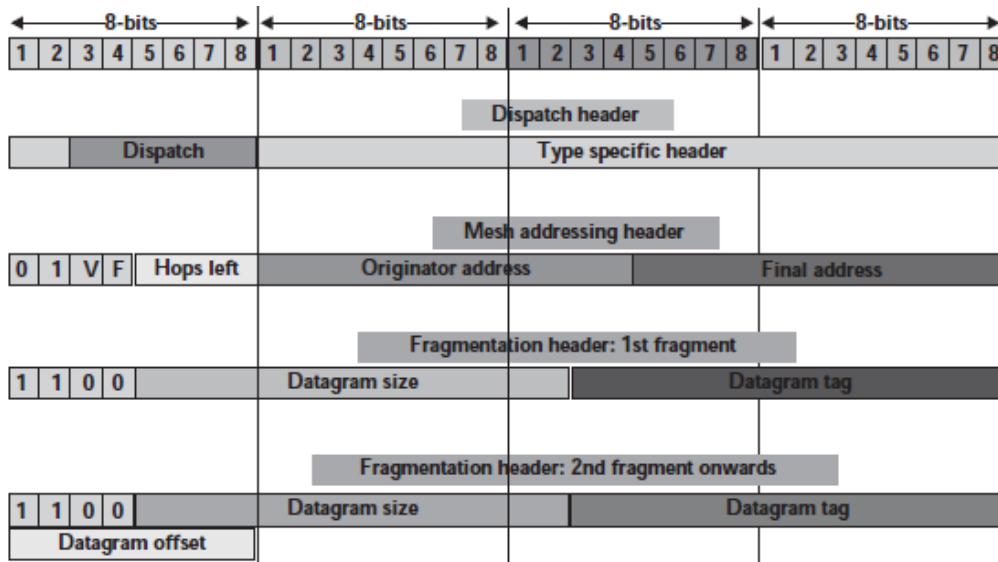 8-bits 8-bits 8-bits 8-bits
1 2 3 4 5 6 7 8 1 2 3 4 5 6 7 8 1 2 3 4 5 6 7 8 1 2 3 4 5 6 7 8
Dispatch header
Dispatch Type specific header
Mesh addressing header
0 1 V F Hops left Originator address Final address
Fragmentation header: 1st fragment
1 1 0 0 Datagram size Datagram tag
Fragmentation header: 2nd fragment onwards
1 1 0 0 Datagram size Datagram tag
Datagram offset